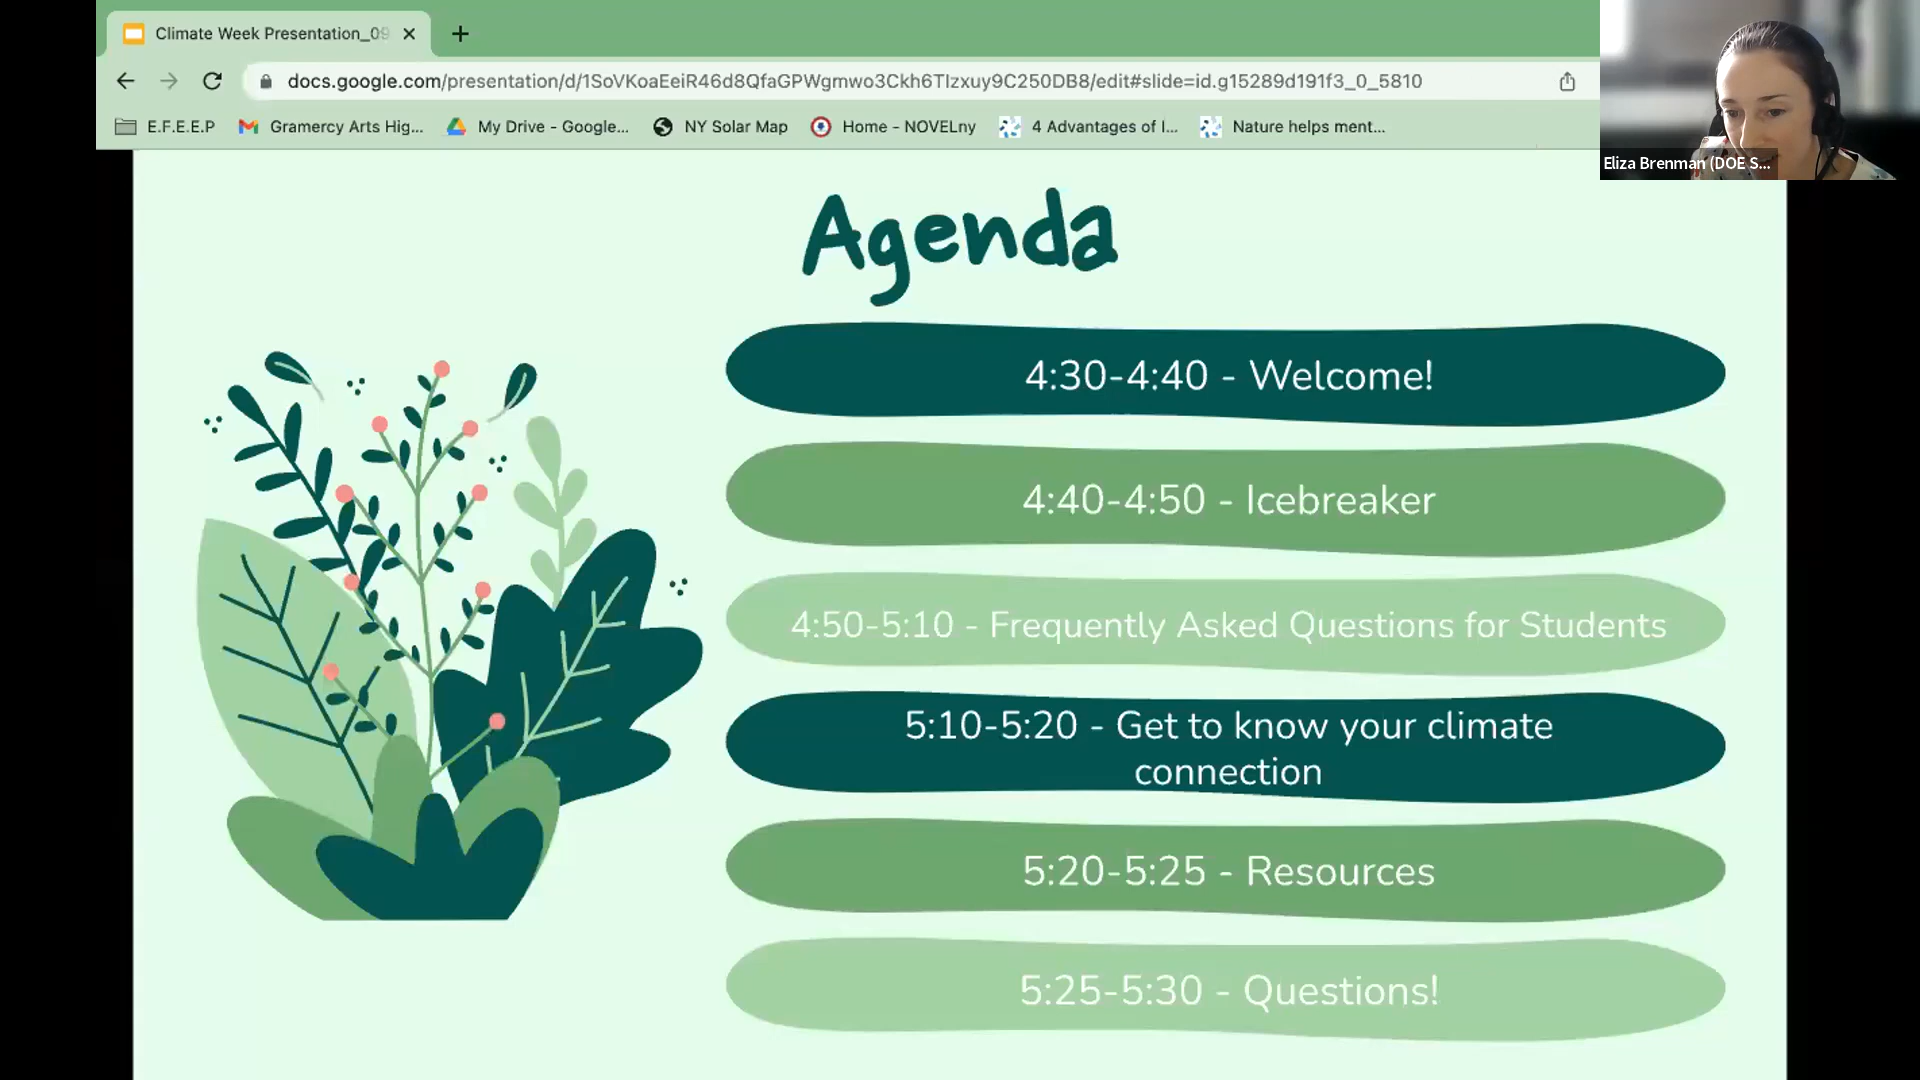 Climate Week Presentation_09
docs.google.com/presentation/d/1SoVKoaEeiR46d8QfaGPWgmwo3Ckh6TIzxuy9C250DB8/edit#slide=id.g15289d191f3_0_5810
E.F.E.E.P Gramercy Arts Hig... My Drive - Google... NY Solar Map Home - NOVELny 4 Advantages of I... Nature helps ment...
Eliza Brenman (DOE S...
Agenda
4:30-4:40 - Welcome!
4:40-4:50 - Icebreaker
4:50-5:10 - Frequently Asked Questions for Students
5:10-5:20 - Get to know your climate
connection
5:20-5:25 - Resources
5:25-5:30 - Questions!